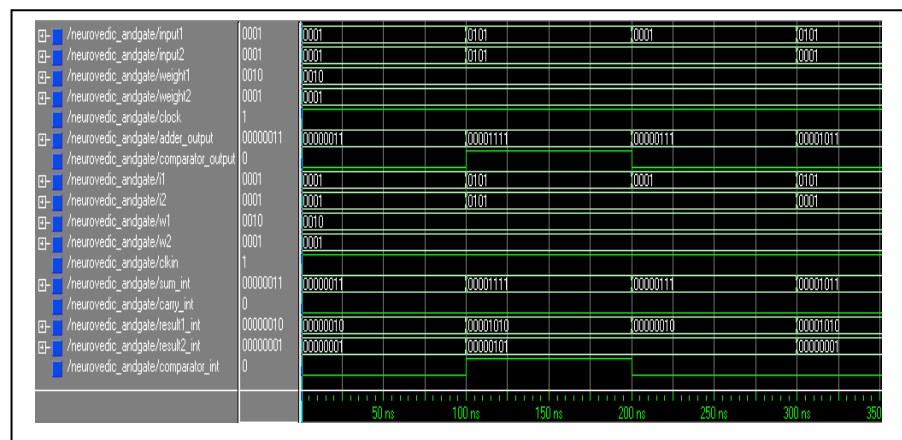 /neurovedic_andgate/input1 0001 0001 0101 0001 0101
/neurovedic_andgate/input2 0001 0001 0101 0001
/neurovedic_andgate/weight1 0010 0010
/neurovedic_andgate/weight2 0001 0001
/neurovedic_andgate/clock 1
/neurovedic_andgate/adder_output 00000011 00000011 00001111 00000111 00001011
/neurovedic_andgate/comparator_output 0
/neurovedic_andgate/i1 0001 0001 0101 0001 0101
/neurovedic_andgate/i2 0001 0001 0101 0001
/neurovedic_andgate/w1 0010 0010
/neurovedic_andgate/w2 0001 0001
/neurovedic_andgate/clkin 1
/neurovedic_andgate/sum_int 00000011 00000011 00001111 00000111 00001011
/neurovedic_andgate/carry_int 0
/neurovedic_andgate/result1_int 00000010 00000010 00001010 00000010 00001010
/neurovedic_andgate/result2_int 00000001 00000001 00000101 00000001
/neurovedic_andgate/comparator_int 0
50 ns 100 ns 150 ns 200 ns 250 ns 300 ns 350